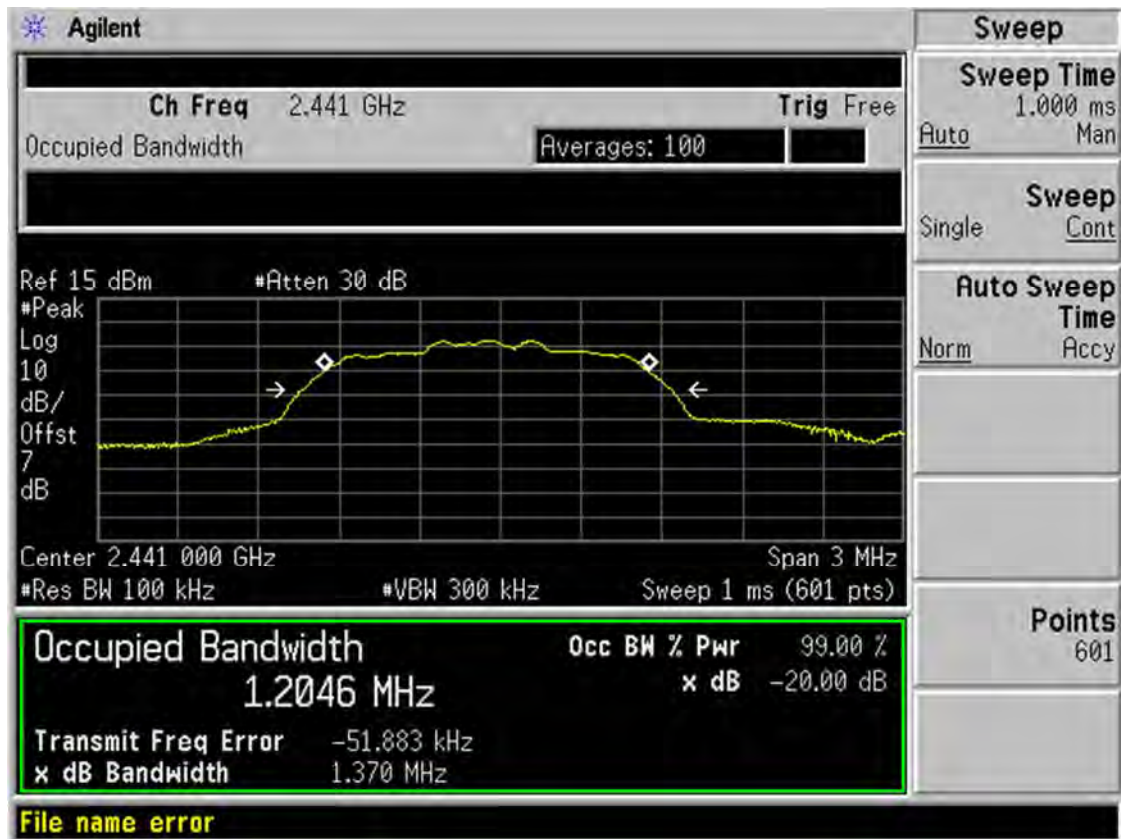 Agilent
Sweep
Ch Freq 2.441 GHz Trig Free
Occupied Bandwidth Averages: 100
Sweep Time
1.000 ms
Auto Man
Sweep
Single Cont
Auto Sweep
Time
Norm Accy
Points
601
Ref 15 dBm #Atten 30 dB
#Peak
Log
10
dB/
Offst
7
dB
Center 2.441 000 GHz Span 3 MHz
#Res BW 100 kHz #VBW 300 kHz Sweep 1 ms (601 pts)
Occupied Bandwidth Occ BW % Pwr 99.00 %
1.2046 MHz x dB -20.00 dB
Transmit Freq Error -51.883 kHz
x dB Bandwidth 1.370 MHz
File name error